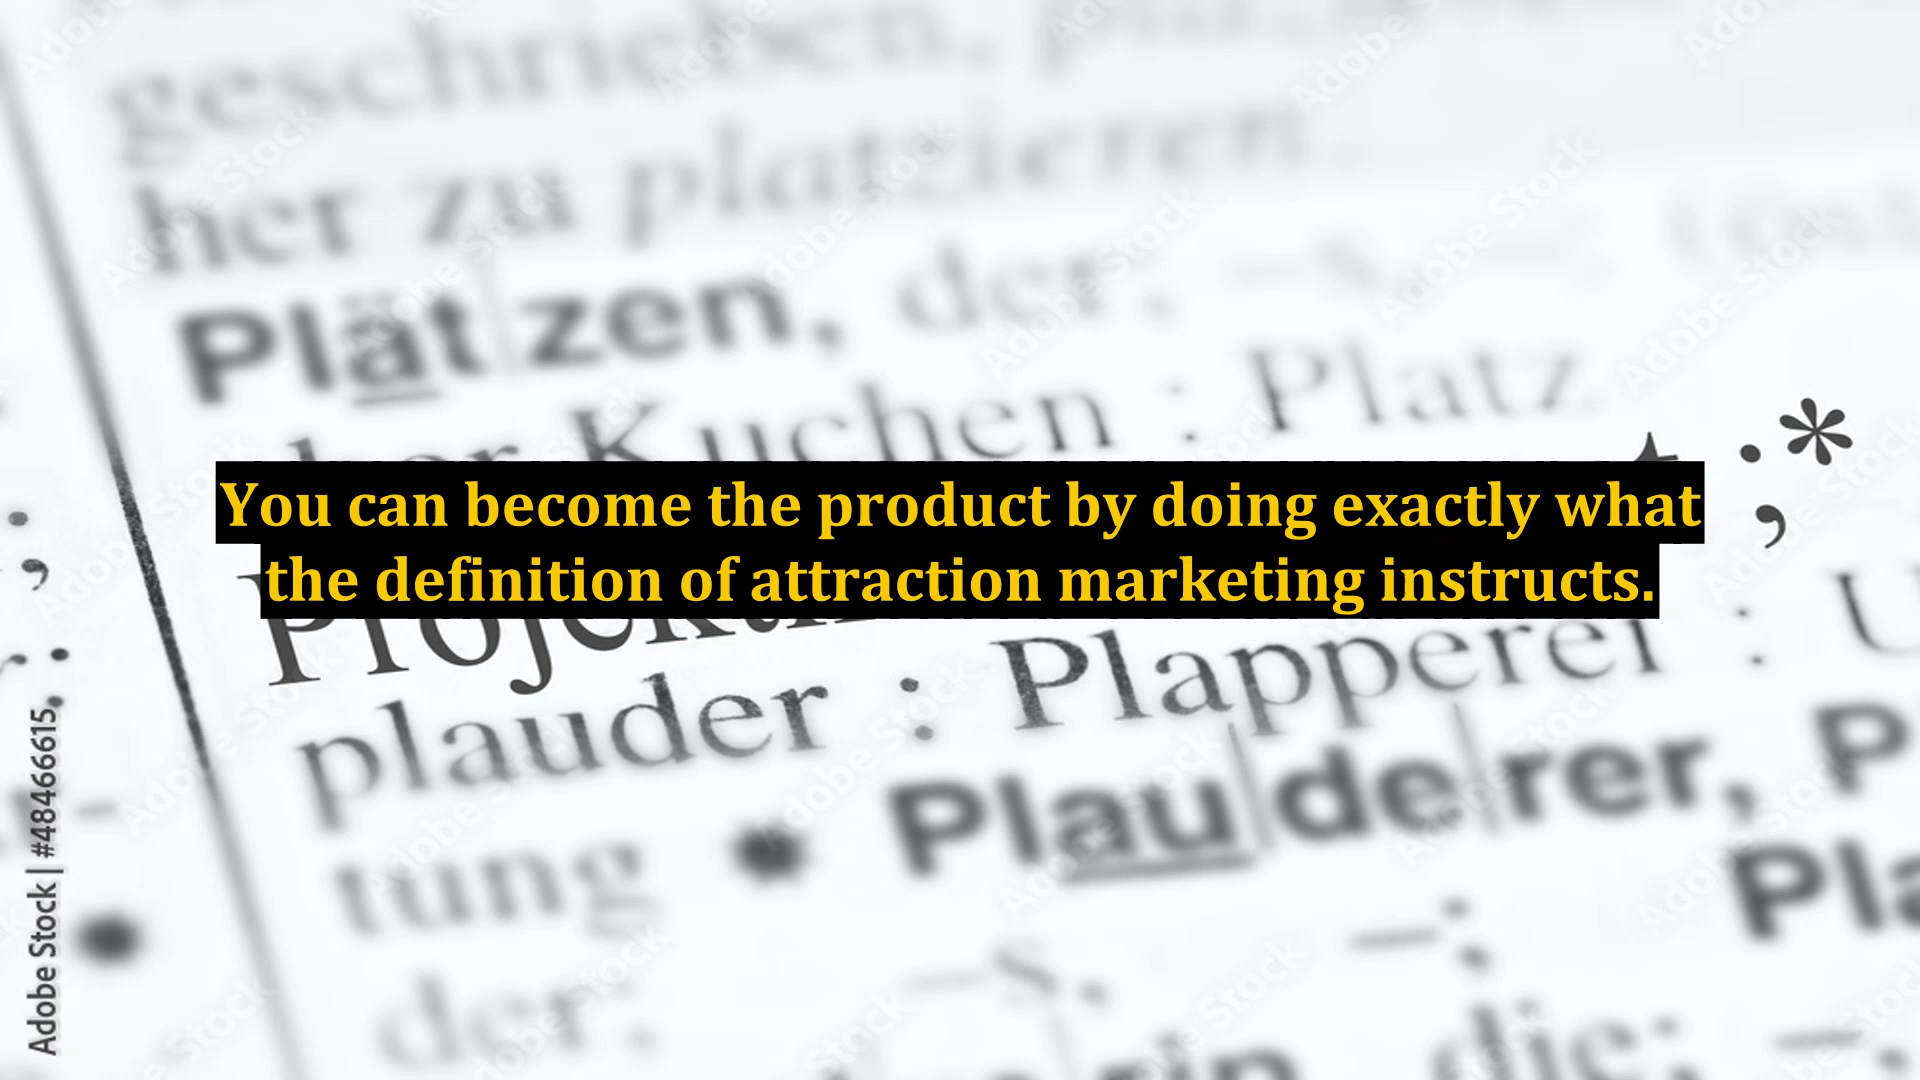 geschrieben,
her zu platzieren.
Plät|zen, der; –s, –;
Kuchen : Platz
You can become the product by doing exactly what
the definition of attraction marketing instructs.
plauder : Plapperei :
tung • Plau|de|rer,
der; –s, –;
die; –,
Adobe Stock | #48466615